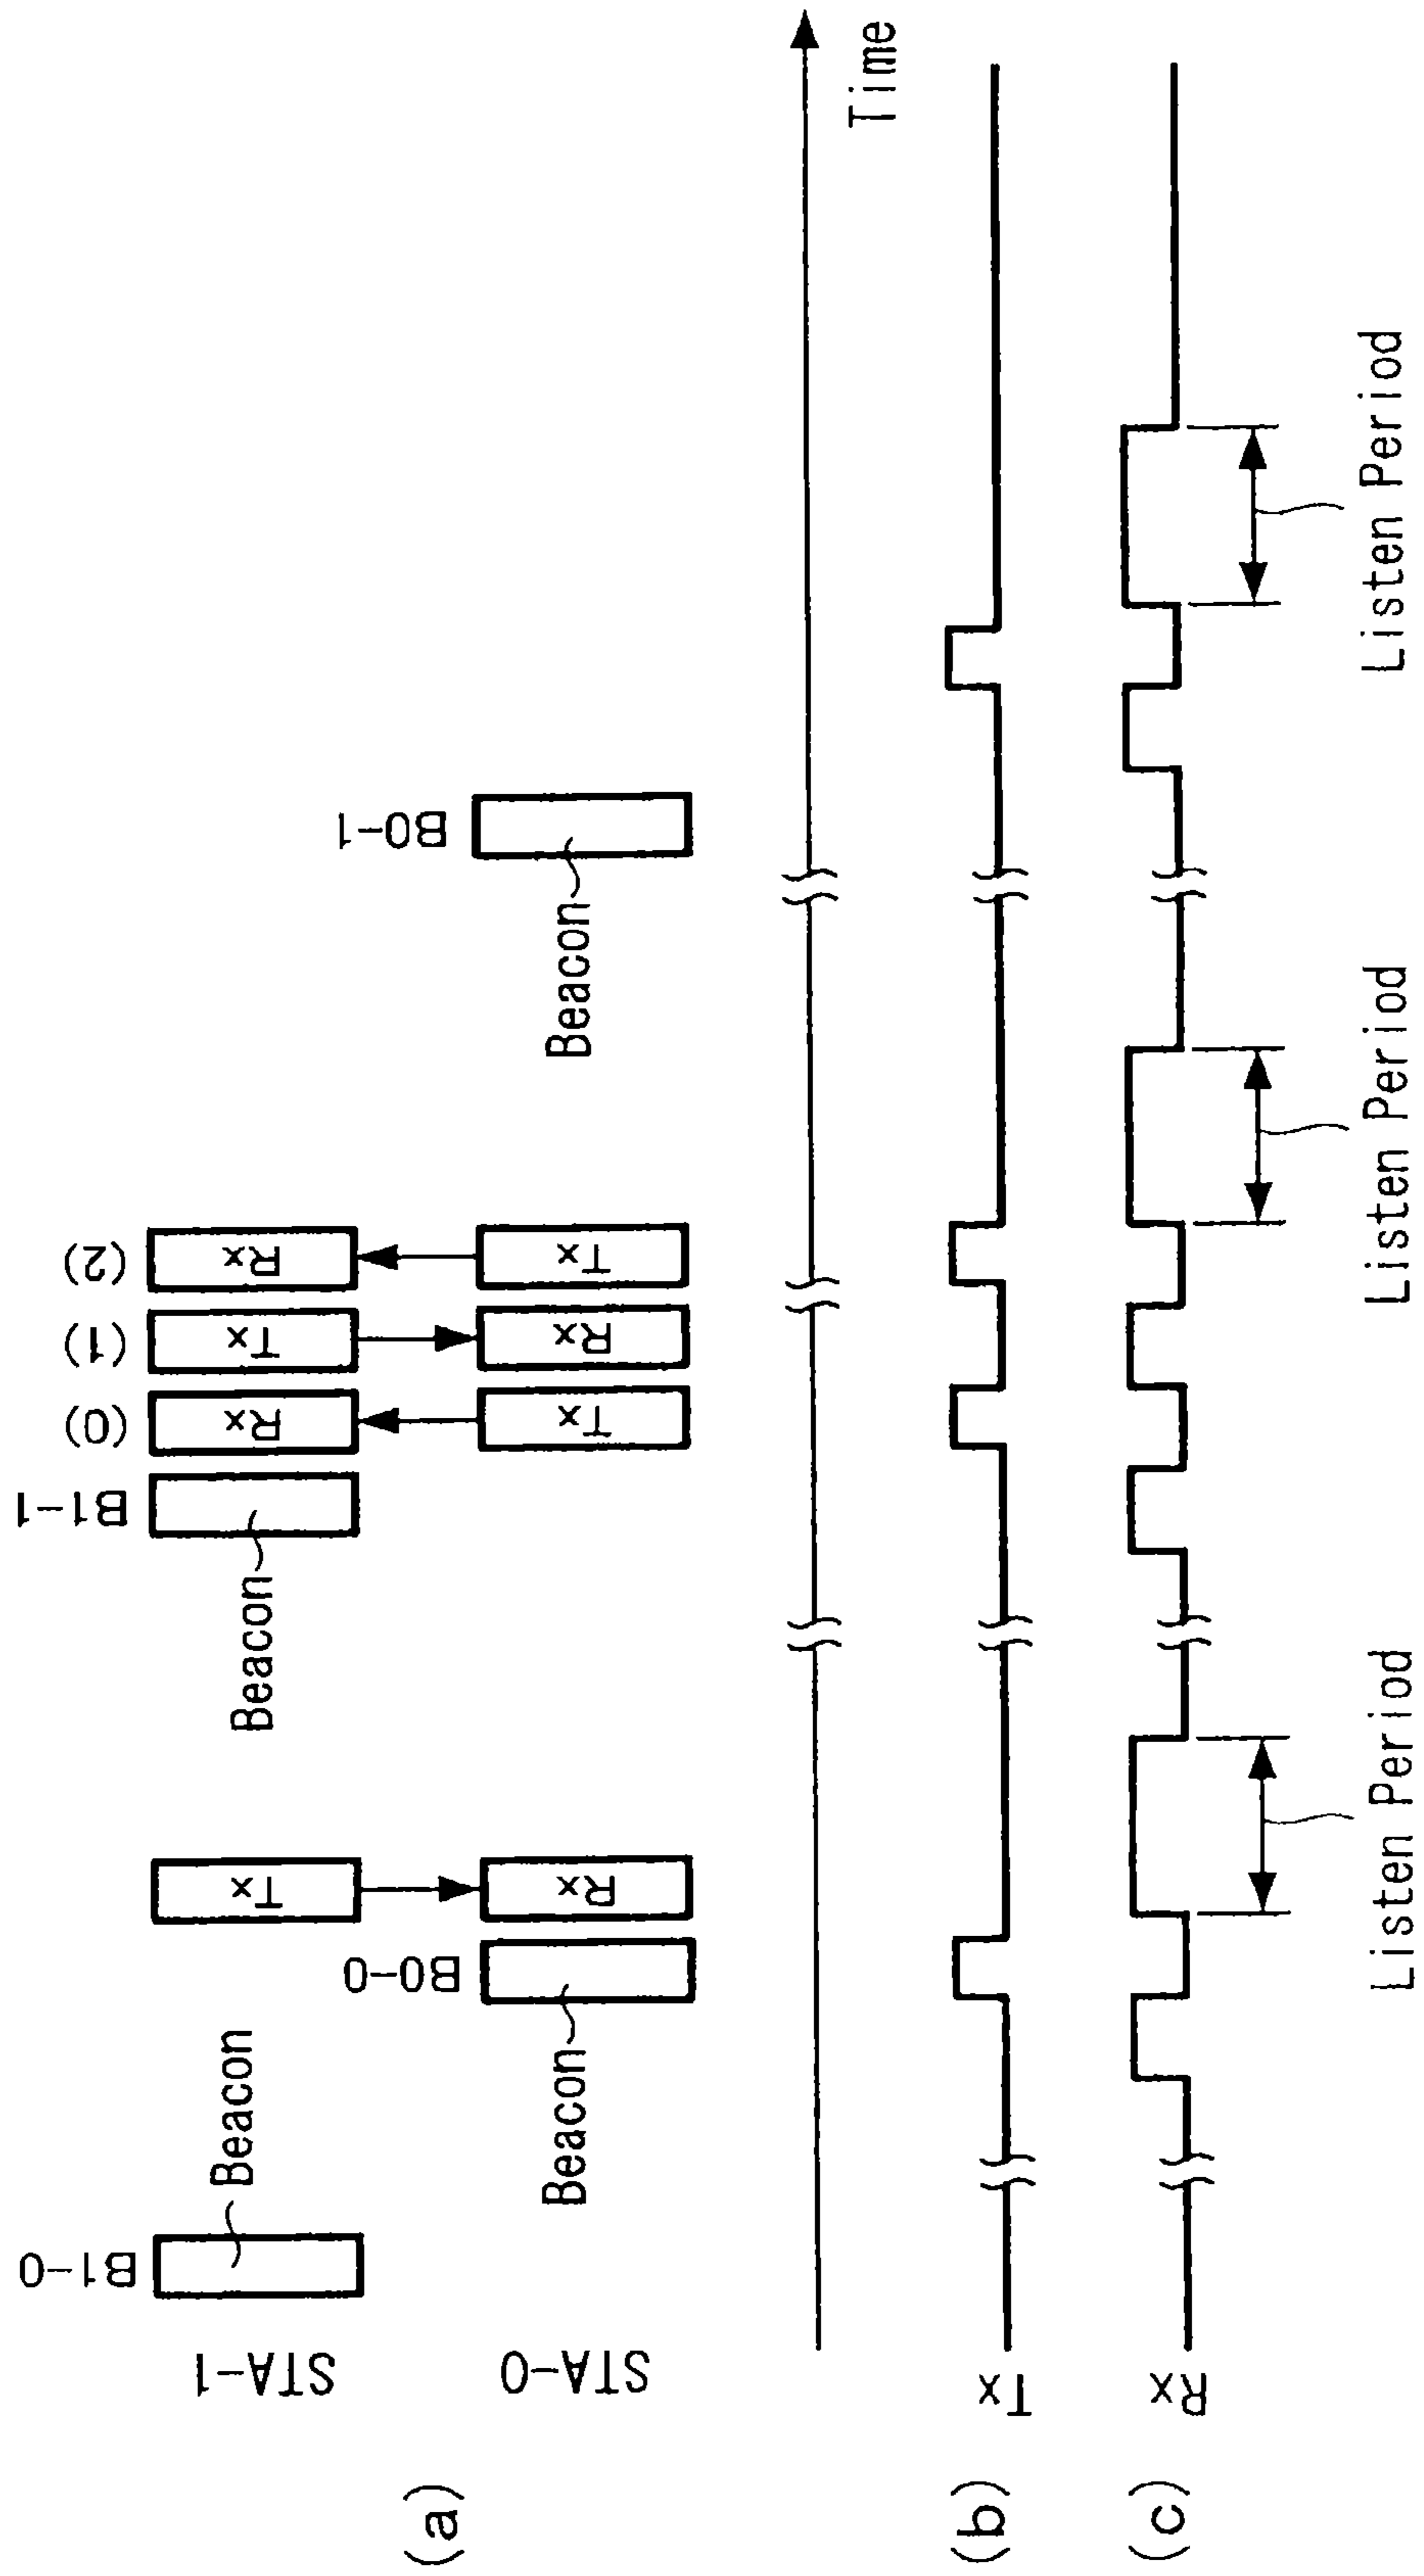 (a)
STA-1
B1-0
Beacon
Tx
B1-1
Beacon
(0)
Rx
(1)
Tx
(2)
Rx
STA-0
B0-0
Beacon
Rx
Tx
Rx
Tx
B0-1
Beacon
Time
(b)
Tx
(c)
Rx
Listen Period
Listen Period
Listen Period